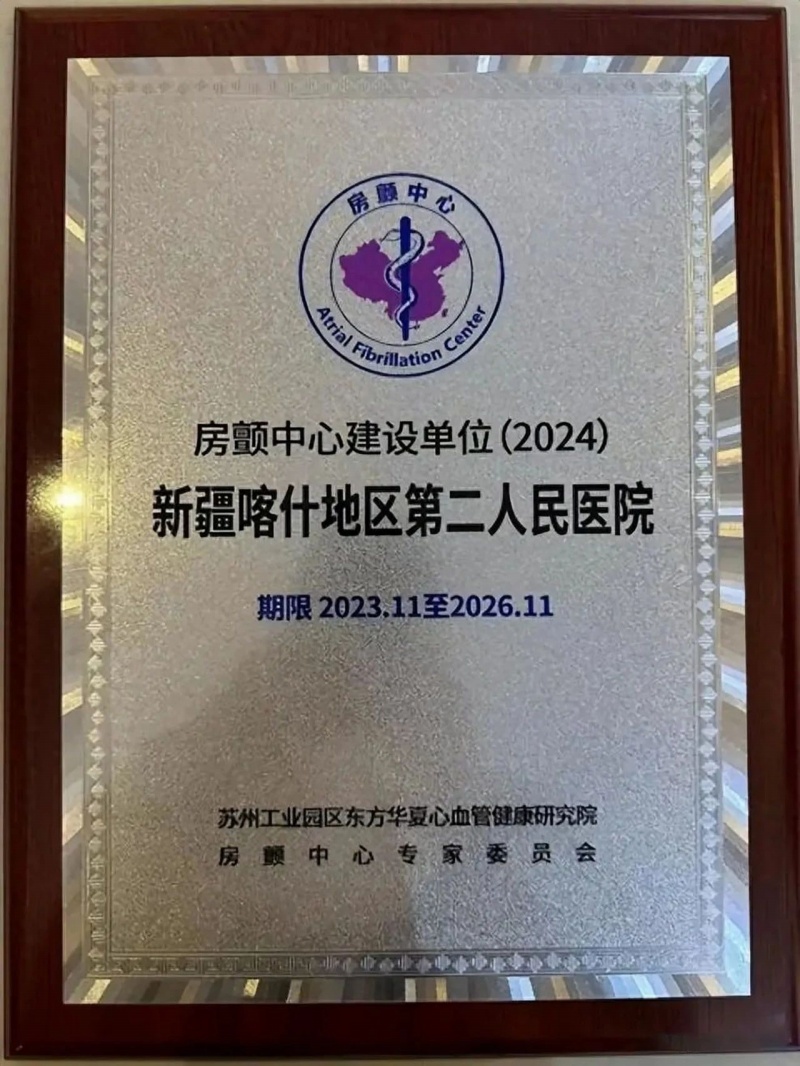 房颤中心
Atrial Fibrillation Center
房颤中心建设单位(2024)
新疆喀什地区第二人民医院
期限 2023.11至2026.11
苏州工业园区东方华夏心血管健康研究院
房颤中心专家委员会